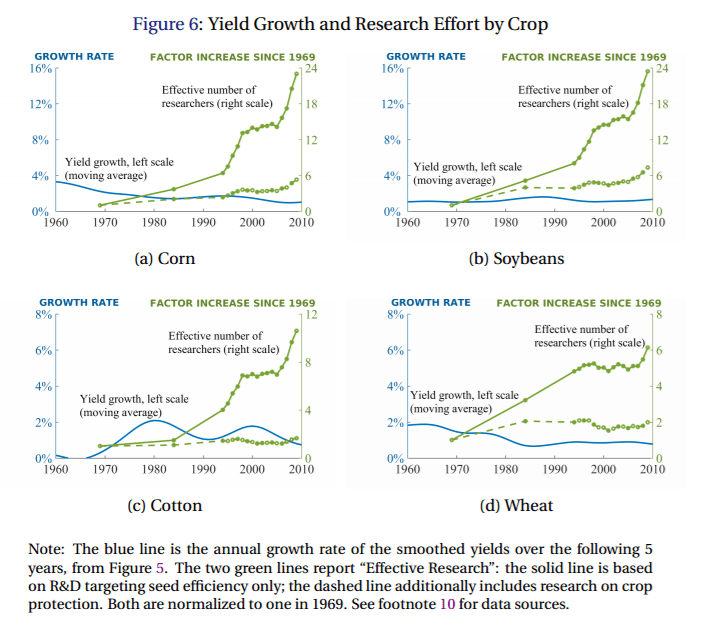 Figure 6: Yield Growth and Research Effort by Crop
GROWTH RATE FACTOR INCREASE SINCE 1969
16% 24
Effective number of
researchers (right scale)
12% 18
8% 12
Yield growth, left scale
(moving average)
4% 6
0% 0
1960 1970 1980 1990 2000 2010
(a) Corn
GROWTH RATE FACTOR INCREASE SINCE 1969
16% 24
Effective number of
researchers (right scale)
12% 18
8% 12
Yield growth, left scale
(moving average)
4% 6
0% 0
1960 1970 1980 1990 2000 2010
(b) Soybeans
GROWTH RATE FACTOR INCREASE SINCE 1969
8% 12
Effective number of
researchers (right scale)
6%
8
4%
Yield growth, left scale
(moving average)
4
2%
0% 0
1960 1970 1980 1990 2000 2010
(c) Cotton
GROWTH RATE FACTOR INCREASE SINCE 1969
8% 8
Effective number of
researchers (right scale)
6% 6
4% 4
Yield growth, left scale
(moving average)
2% 2
0% 0
1960 1970 1980 1990 2000 2010
(d) Wheat
Note: The blue line is the annual growth rate of the smoothed yields over the following 5
years, from Figure 5. The two green lines report “Effective Research”: the solid line is based
on R&D targeting seed efficiency only; the dashed line additionally includes research on crop
protection. Both are normalized to one in 1969. See footnote 10 for data sources.